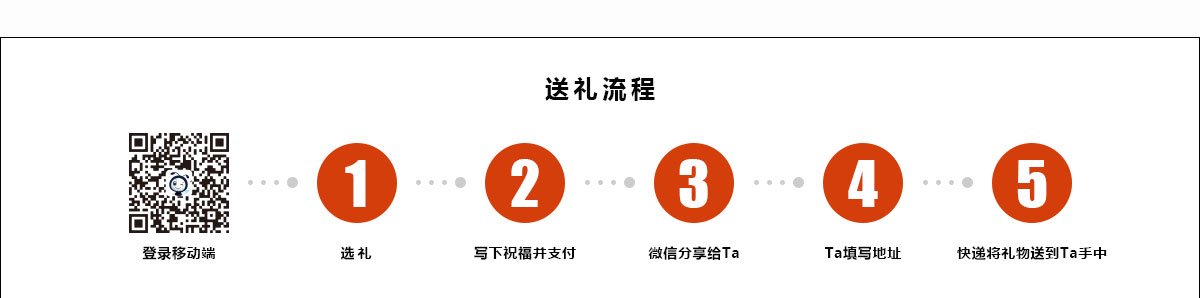 送礼流程
1
2
3
4
5
登录移动端
选礼
写下祝福并支付
微信分享给Ta
Ta填写地址
快递将礼物送到Ta手中